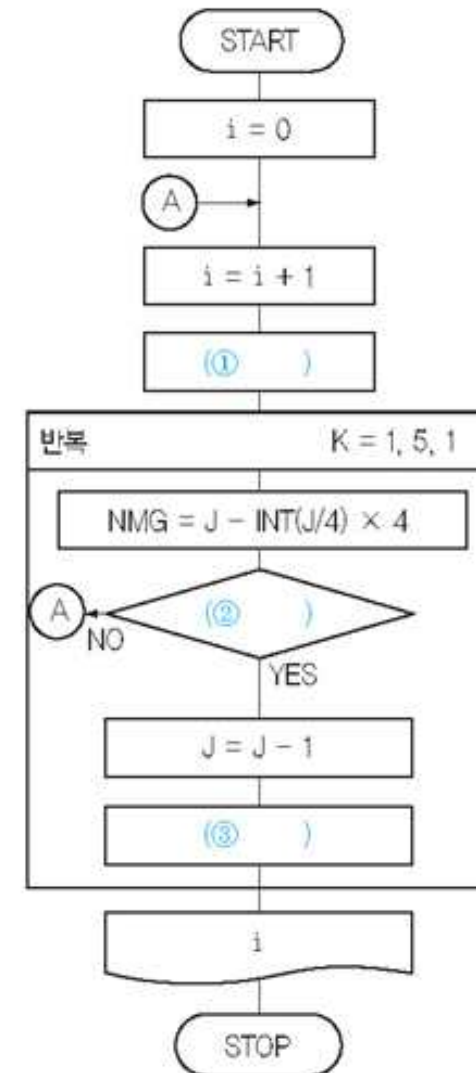 START
i = 0
A
i = i + 1
(① )
반복 K = 1, 5, 1
NMG = J - INT(J/4) × 4
A
(② )
NO
YES
J = J - 1
(③ )
i
STOP